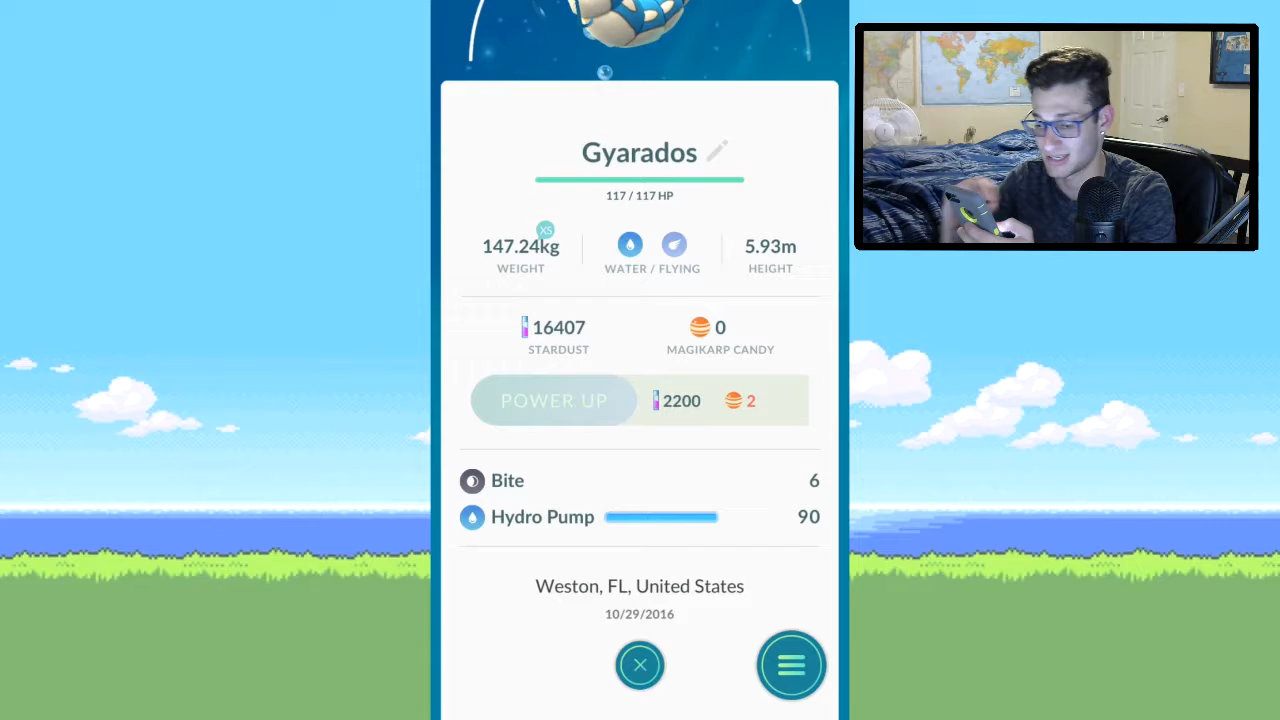 Gyarados
117 / 117 HP
XS
147.24kg
WEIGHT
WATER / FLYING
5.93m
HEIGHT
16407
STARDUST
0
MAGIKARP CANDY
POWER UP
2200
2
Bite
6
Hydro Pump
90
Weston, FL, United States
10/29/2016